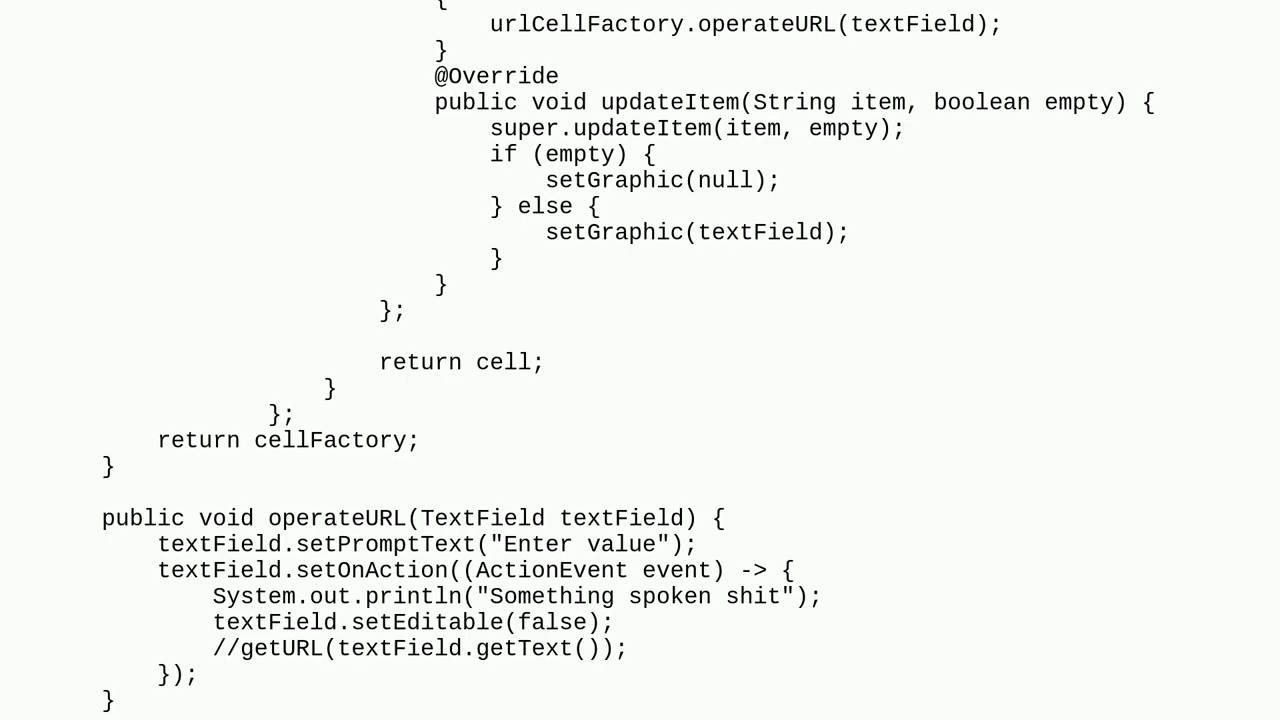 {
urlCellFactory.operateURL(textField);
}
@Override
public void updateItem(String item, boolean empty) {
super.updateItem(item, empty);
if (empty) {
setGraphic(null);
} else {
setGraphic(textField);
}
}
};
return cell;
}
};
return cellFactory;
}
public void operateURL(TextField textField) {
textField.setPromptText("Enter value");
textField.setOnAction((ActionEvent event) -> {
System.out.println("Something spoken shit");
textField.setEditable(false);
//getURL(textField.getText());
});
}